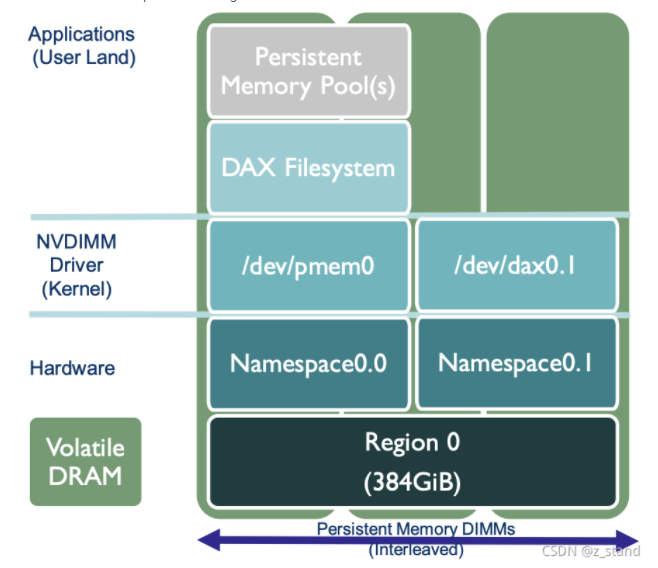 Applications
(User Land)
Persistent
Memory Pool(s)
DAX Filesystem
NVDIMM
Driver
(Kernel)
/dev/pmem0
/dev/dax0.1
Hardware
Namespace0.0
Namespace0.1
Volatile
DRAM
Region 0
(384GiB)
Persistent Memory DIMMs
(Interleaved)
CSDN @z_stand